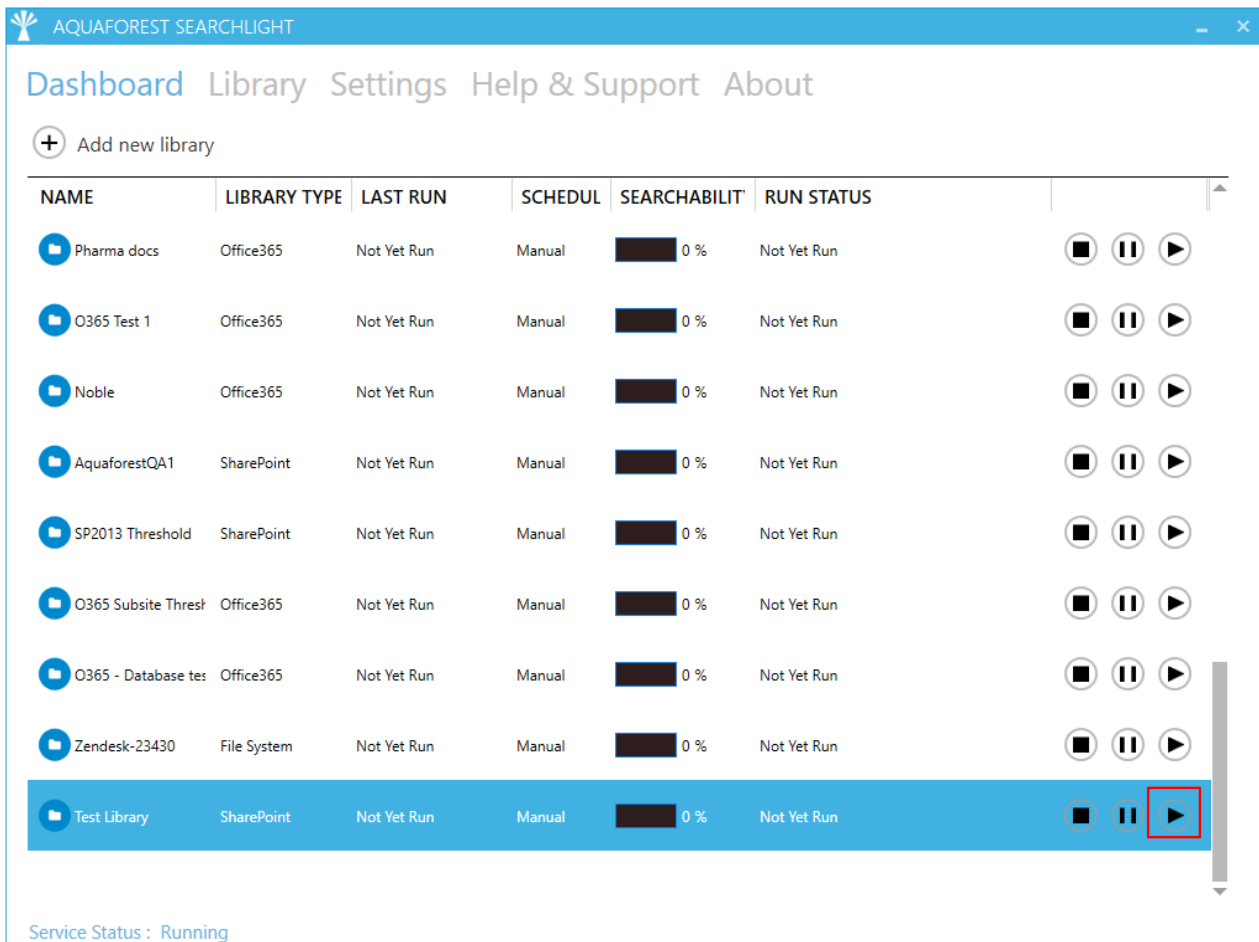 AQUAFOREST SEARCHLIGHT
Dashboard Library Settings Help & Support About
Add new library
NAME LIBRARY TYPE LAST RUN SCHEDUL SEARCHABILIT RUN STATUS
Pharma docs Office365 Not Yet Run Manual 0 % Not Yet Run
O365 Test 1 Office365 Not Yet Run Manual 0 % Not Yet Run
Noble Office365 Not Yet Run Manual 0 % Not Yet Run
AquaforestQA1 SharePoint Not Yet Run Manual 0 % Not Yet Run
SP2013 Threshold SharePoint Not Yet Run Manual 0 % Not Yet Run
O365 Subsite Thresh Office365 Not Yet Run Manual 0 % Not Yet Run
O365 - Database tes Office365 Not Yet Run Manual 0 % Not Yet Run
Zendesk-23430 File System Not Yet Run Manual 0 % Not Yet Run
Test Library SharePoint Not Yet Run Manual 0 % Not Yet Run
Service Status : Running